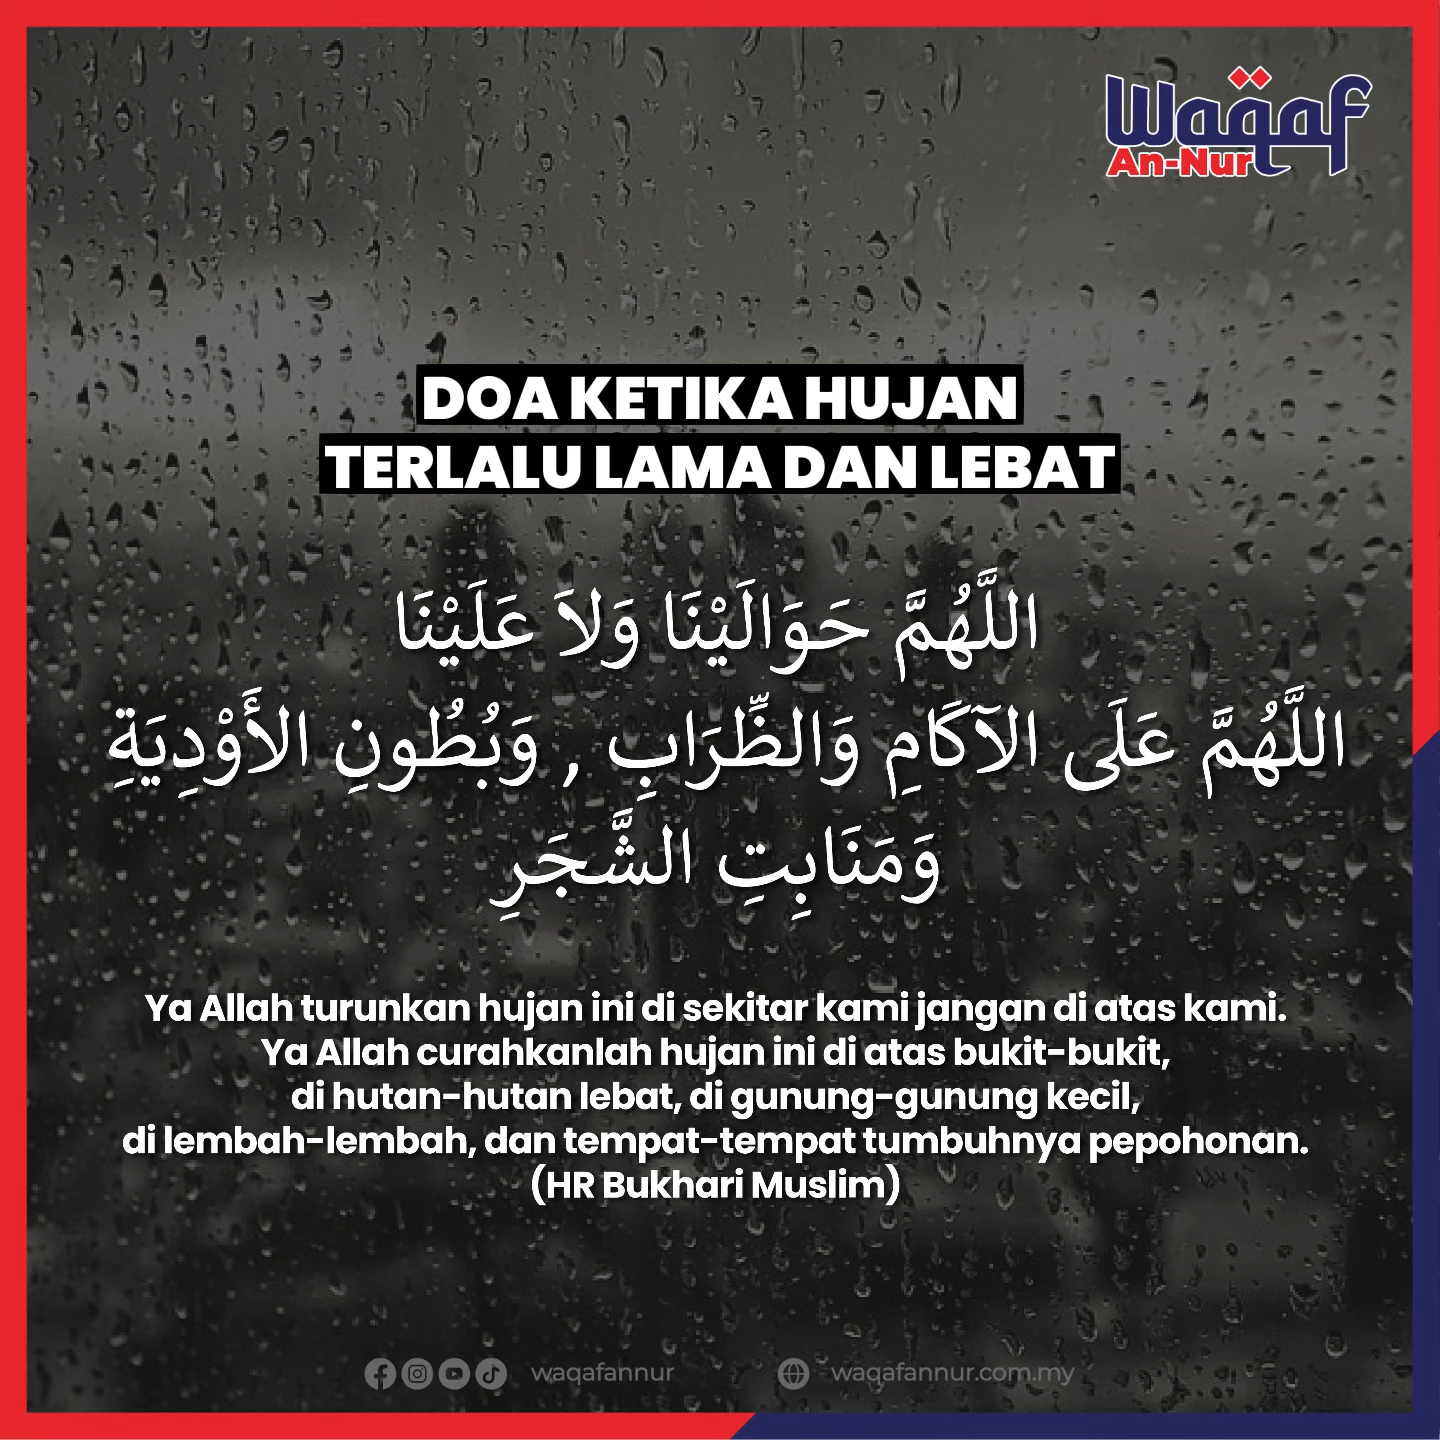 Waqaf
An-Nur
DOA KETIKA HUJAN
TERLALU LAMA DAN LEBAT
اللَّهُمَّ حَوَالَيْنَا وَلاَ عَلَيْنَا
اللَّهُمَّ عَلَى الآكَامِ وَالظِّرَابِ , وَبُطُونِ الأَوْدِيَةِ
وَمَنَابِتِ الشَّجَرِ
Ya Allah turunkan hujan ini di sekitar kami jangan di atas kami.
Ya Allah curahkanlah hujan ini di atas bukit-bukit,
di hutan-hutan lebat, di gunung-gunung kecil,
di lembah-lembah, dan tempat-tempat tumbuhnya pepohonan.
(HR Bukhari Muslim)
waqafannur waqafannur.com.my